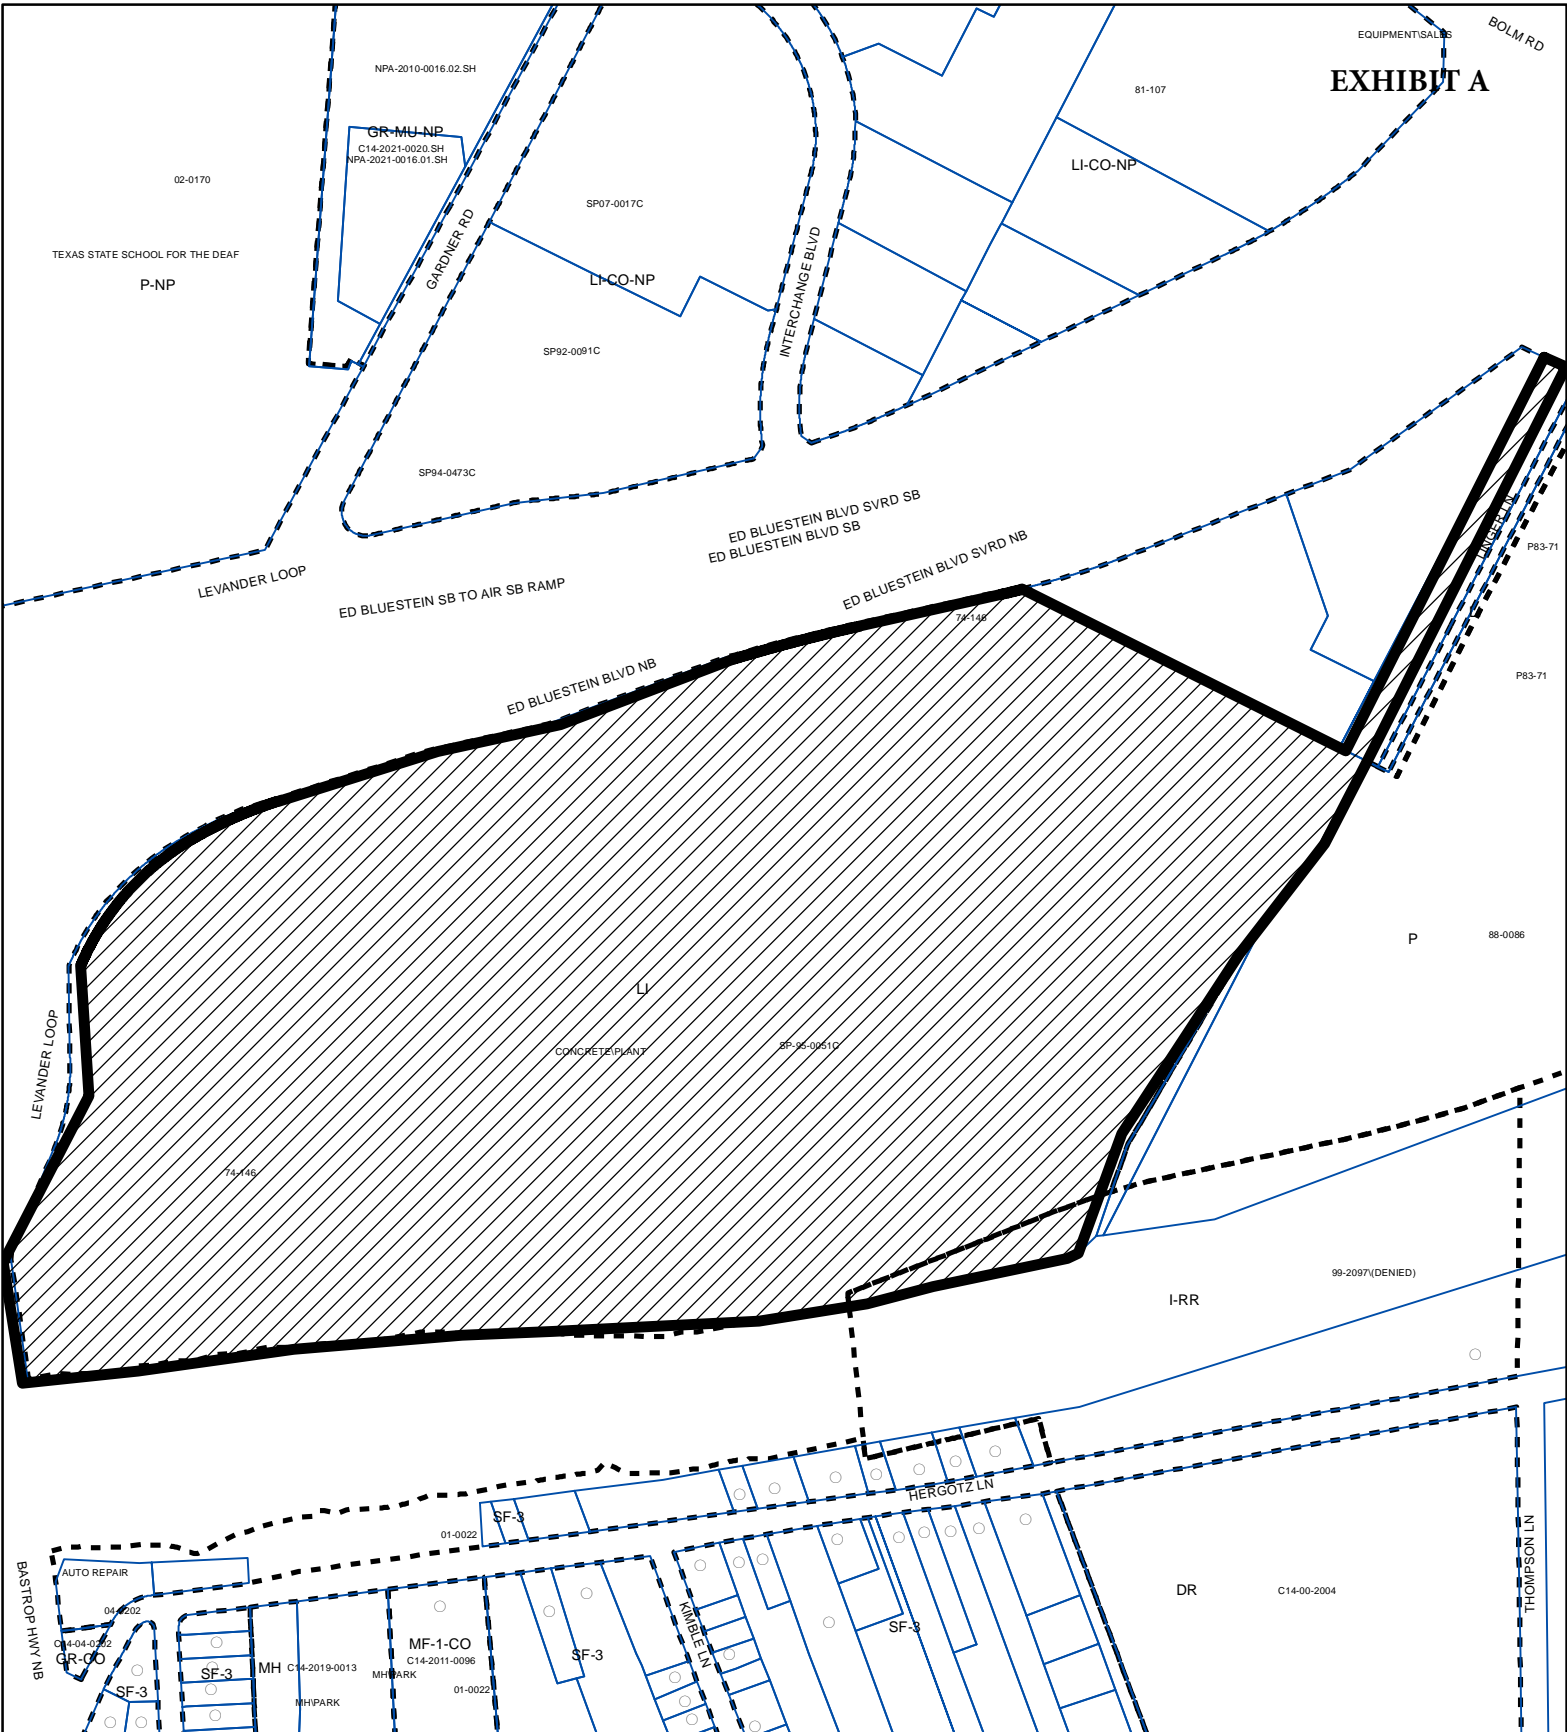 EQUIPMENT\SALES
BOLM RD
EXHIBIT A
NPA-2010-0016.02.SH
81-107
GR-MU-NP
C14-2021-0020.SH
NPA-2021-0016.01.SH
LI-CO-NP
02-0170
SP07-0017C
GARDNER RD
INTERCHANGE BLVD
TEXAS STATE SCHOOL FOR THE DEAF
P-NP
LI-CO-NP
SP92-0091C
SP94-0473C
ED BLUESTEIN BLVD SVRD SB
ED BLUESTEIN BLVD SB
ED BLUESTEIN BLVD SVRD NB
LINGER LN
P83-71
LEVANDER LOOP
ED BLUESTEIN SB TO AIR SB RAMP
74-146
P83-71
ED BLUESTEIN BLVD NB
P
88-0086
LI
LEVANDER LOOP
CONCRETE\PLANT
SP-95-0051C
74-146
99-2097\(DENIED)
I-RR
HERGOTZ LN
SF-3
01-0022
BASTROP HWY NB
AUTO REPAIR
THOMPSON LN
DR
C14-00-2004
04-0202
KIMBLE LN
SF-3
C14-04-0202
GR-CO
MF-1-CO
C14-2011-0096
SF-3
SF-3
MH
C14-2019-0013
MH\PARK
SF-3
01-0022
MH\PARK